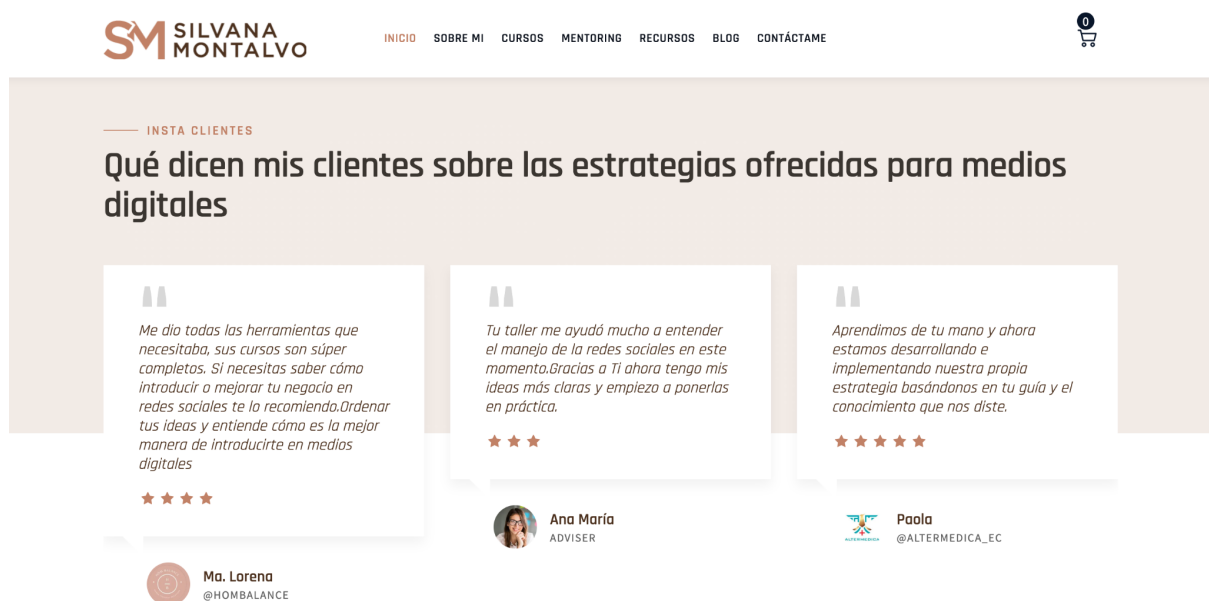 SM SILVANA
MONTALVO
INICIO SOBRE MI CURSOS MENTORING RECURSOS BLOG CONTÁCTAME
0
INSTA CLIENTES
Qué dicen mis clientes sobre las estrategias ofrecidas para medios
digitales
"
Me dio todas las herramientas que
necesitaba, sus cursos son súper
completos. Si necesitas saber cómo
introducir o mejorar tu negocio en
redes sociales te lo recomiendo.Ordenar
tus ideas y entiende cómo es la mejor
manera de introducirte en medios
digitales
Ma. Lorena
@HOMBALANCE
"
Tu taller me ayudó mucho a entender
el manejo de la redes sociales en este
momento.Gracias a Ti ahora tengo mis
ideas más claras y empiezo a ponerlas
en práctica.
Ana María
ADVISER
"
Aprendimos de tu mano y ahora
estamos desarrollando e
implementando nuestra propia
estrategia basándonos en tu guía y el
conocimiento que nos diste.
ALTERMEDICA
Paola
@ALTERMEDICA_EC